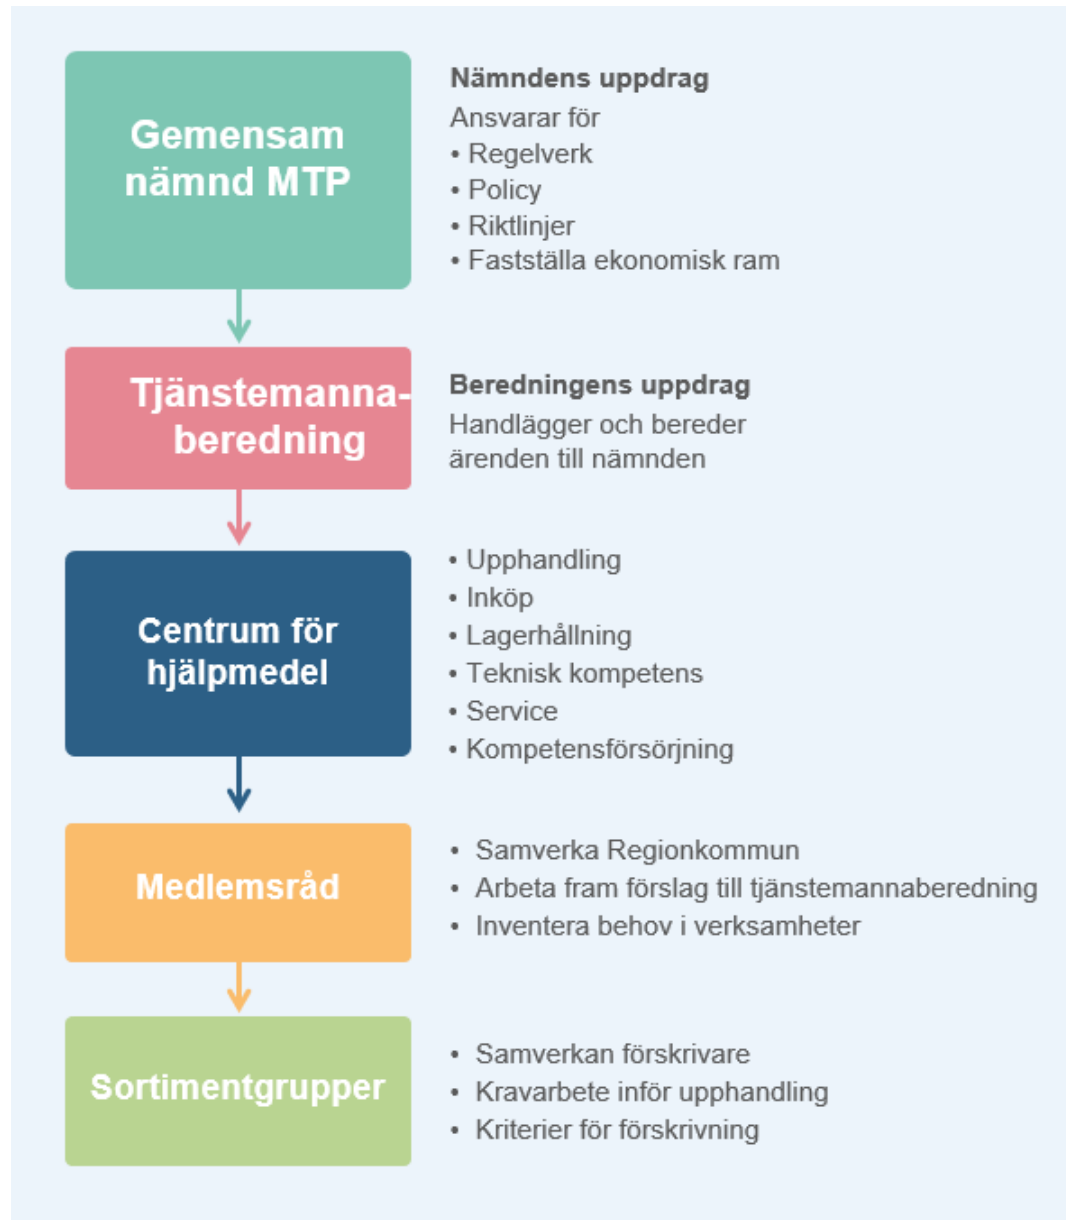 Gemensam
nämnd MTP
Nämndens uppdrag
Ansvarar för
• Regelverk
• Policy
• Riktlinjer
• Fastställa ekonomisk ram
Tjänstemanna-
beredning
Beredningens uppdrag
Handlägger och bereder
ärenden till nämnden
Centrum för
hjälpmedel
• Upphandling
• Inköp
• Lagerhållning
• Teknisk kompetens
• Service
• Kompetensförsörjning
Medlemsråd
• Samverka Regionkommun
• Arbeta fram förslag till tjänstemannaberedning
• Inventera behov i verksamheter
Sortimentgrupper
• Samverkan förskrivare
• Kravarbete inför upphandling
• Kriterier för förskrivning